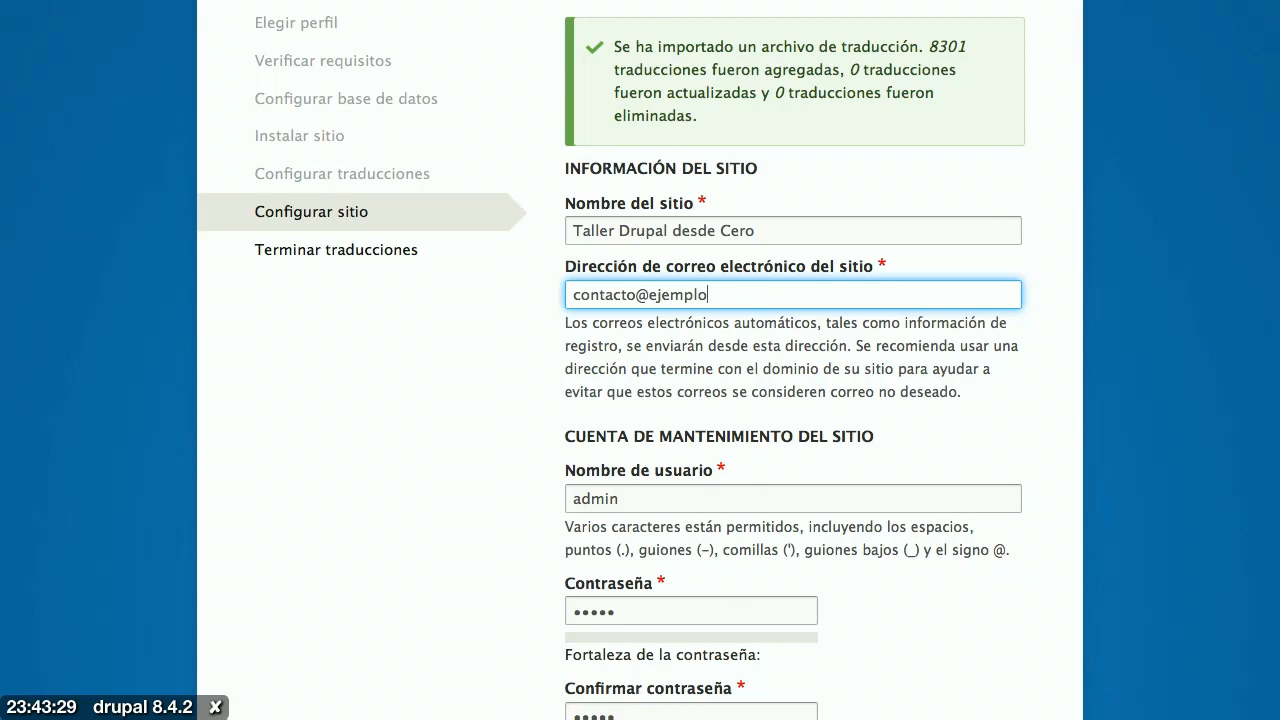 Elegir perfil
Verificar requisitos
Configurar base de datos
Instalar sitio
Configurar traducciones
Configurar sitio
Terminar traducciones
Se ha importado un archivo de traducción. 8301
traducciones fueron agregadas, 0 traducciones
fueron actualizadas y 0 traducciones fueron
eliminadas.
INFORMACIÓN DEL SITIO
Nombre del sitio *
Taller Drupal desde Cero
Dirección de correo electrónico del sitio *
contacto@ejemplo
Los correos electrónicos automáticos, tales como información de
registro, se enviarán desde esta dirección. Se recomienda usar una
dirección que termine con el dominio de su sitio para ayudar a
evitar que estos correos se consideren correo no deseado.
CUENTA DE MANTENIMIENTO DEL SITIO
Nombre de usuario *
admin
Varios caracteres están permitidos, incluyendo los espacios,
puntos (.), guiones (-), comillas ('), guiones bajos (_) y el signo @.
Contraseña *
•••••
Fortaleza de la contraseña:
Confirmar contraseña *
•••••
23:43:29 drupal 8.4.2 ✘